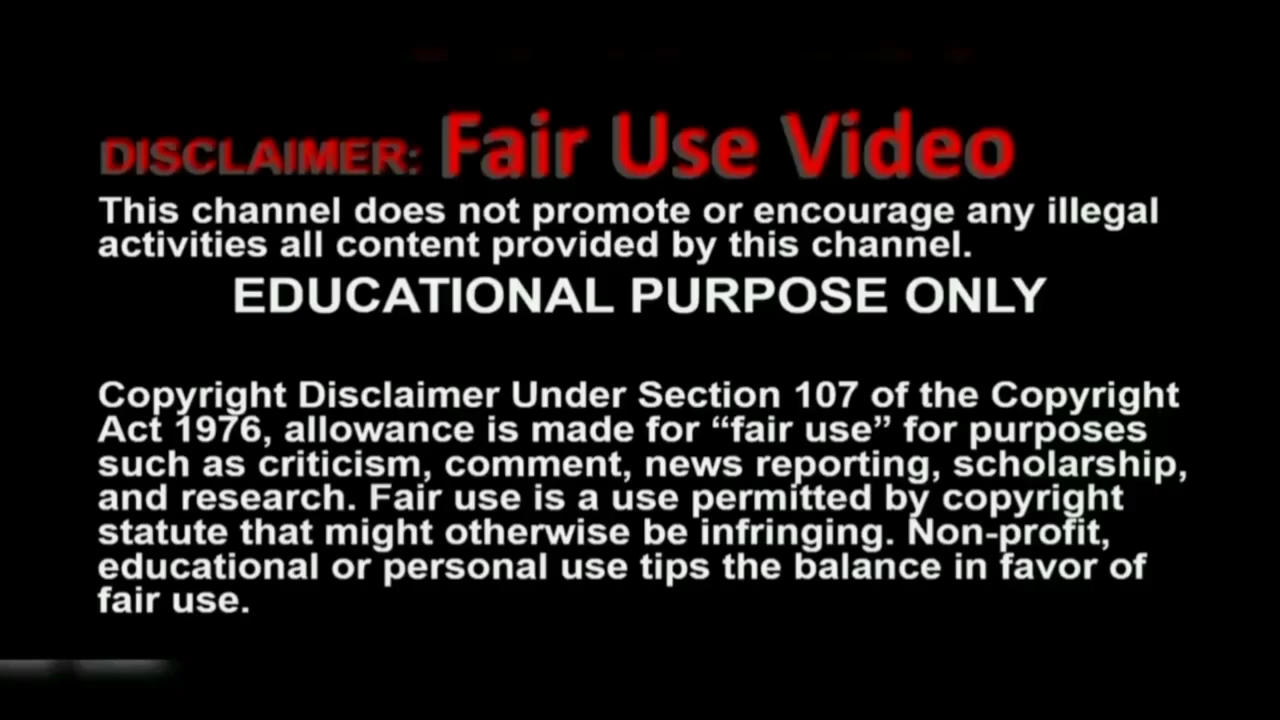 DISCLAIMER: Fair Use Video
This channel does not promote or encourage any illegal
activities all content provided by this channel.
EDUCATIONAL PURPOSE ONLY
Copyright Disclaimer Under Section 107 of the Copyright
Act 1976, allowance is made for “fair use” for purposes
such as criticism, comment, news reporting, scholarship,
and research. Fair use is a use permitted by copyright
statute that might otherwise be infringing. Non-profit,
educational or personal use tips the balance in favor of
fair use.